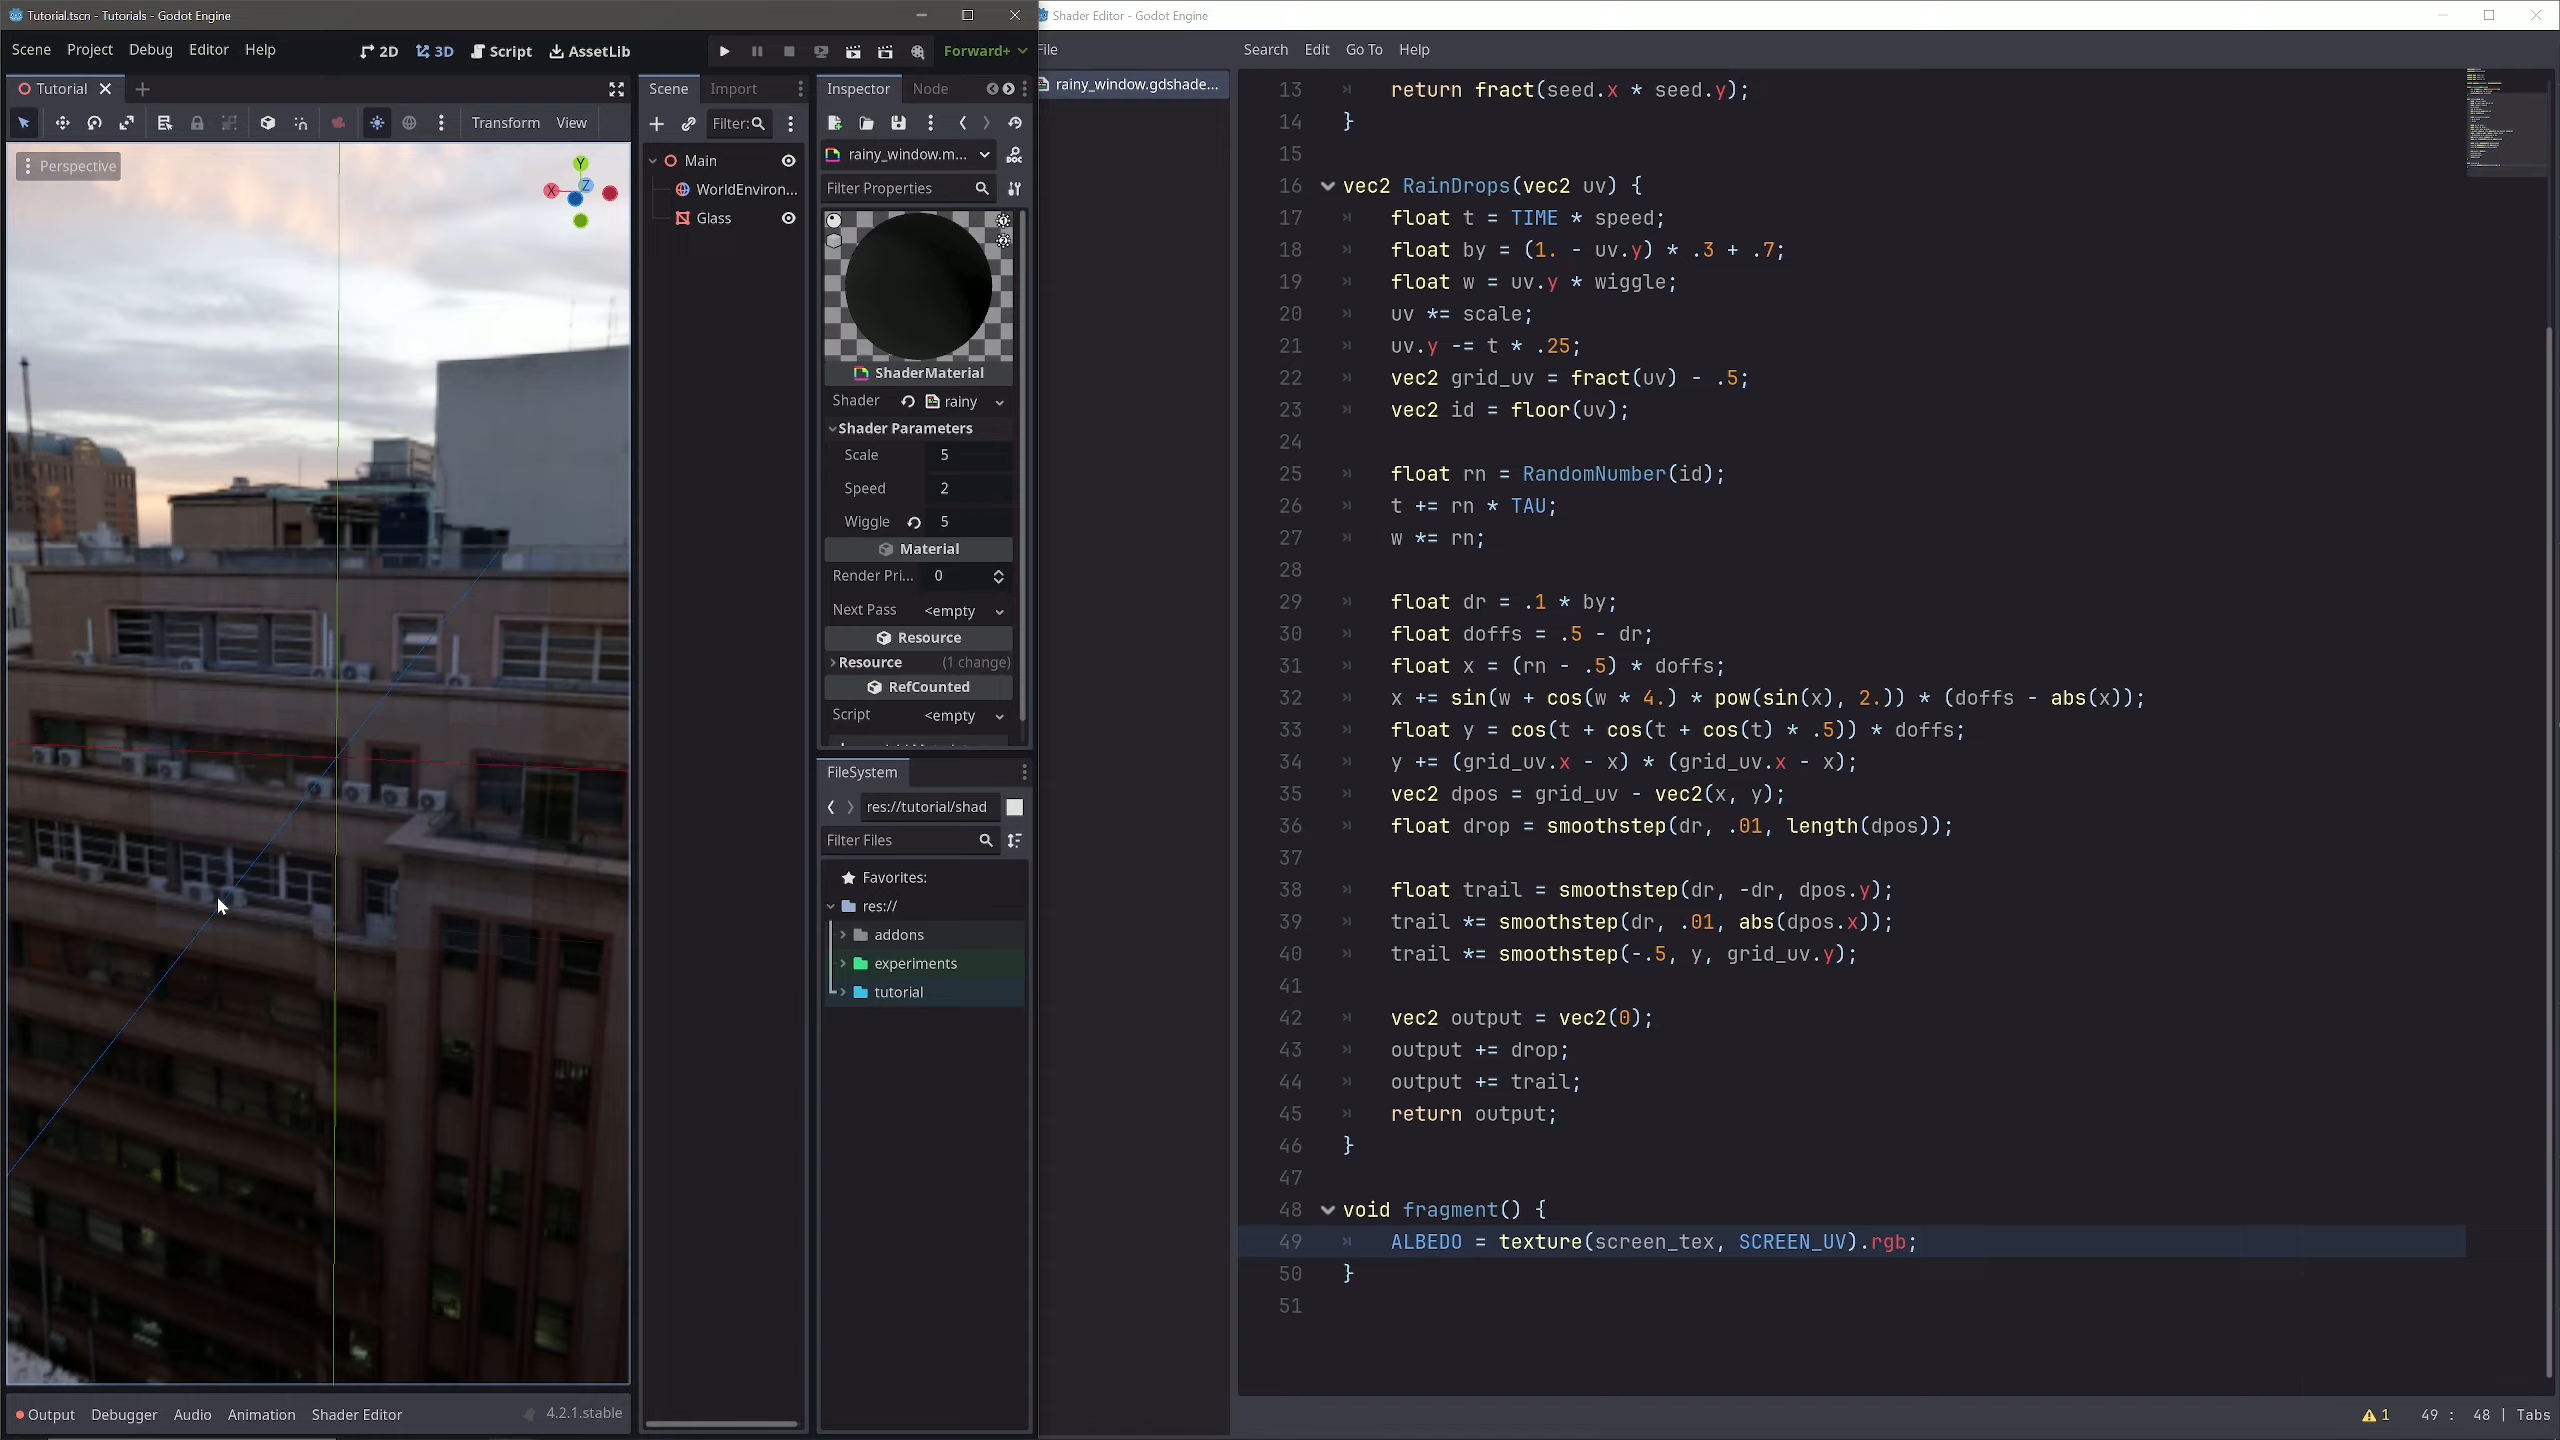 Tutorial.tscn - Tutorials - Godot Engine
Scene Project Debug Editor Help
2D 3D Script AssetLib
Forward+
Tutorial
Transform View
Perspective
Y
X
Z
Scene Import
Filter:
Main
WorldEnviron...
Glass
Inspector Node
rainy_window.m...
DOC
Filter Properties
ShaderMaterial
Shader rainy
Shader Parameters
Scale 5
Speed 2
Wiggle 5
Material
Render Pri... 0
Next Pass <empty
Resource
Resource (1 change)
RefCounted
Script <empty
FileSystem
res://tutorial/shad
Filter Files
Favorites:
res://
addons
experiments
tutorial
Output Debugger Audio Animation Shader Editor 4.2.1.stable
Shader Editor - Godot Engine
File Search Edit Go To Help
rainy_window.gdshade...
13 return fract(seed.x * seed.y);
14 }
15
16 vec2 RainDrops(vec2 uv) {
17 float t = TIME * speed;
18 float by = (1. - uv.y) * .3 + .7;
19 float w = uv.y * wiggle;
20 uv *= scale;
21 uv.y -= t * .25;
22 vec2 grid_uv = fract(uv) - .5;
23 vec2 id = floor(uv);
24
25 float rn = RandomNumber(id);
26 t += rn * TAU;
27 w *= rn;
28
29 float dr = .1 * by;
30 float doffs = .5 - dr;
31 float x = (rn - .5) * doffs;
32 x += sin(w + cos(w * 4.) * pow(sin(x), 2.)) * (doffs - abs(x));
33 float y = cos(t + cos(t + cos(t) * .5)) * doffs;
34 y += (grid_uv.x - x) * (grid_uv.x - x);
35 vec2 dpos = grid_uv - vec2(x, y);
36 float drop = smoothstep(dr, .01, length(dpos));
37
38 float trail = smoothstep(dr, -dr, dpos.y);
39 trail *= smoothstep(dr, .01, abs(dpos.x));
40 trail *= smoothstep(-.5, y, grid_uv.y);
41
42 vec2 output = vec2(0);
43 output += drop;
44 output += trail;
45 return output;
46 }
47
48 void fragment() {
49 ALBEDO = texture(screen_tex, SCREEN_UV).rgb;
50 }
51
1 49 : 48 | Tabs